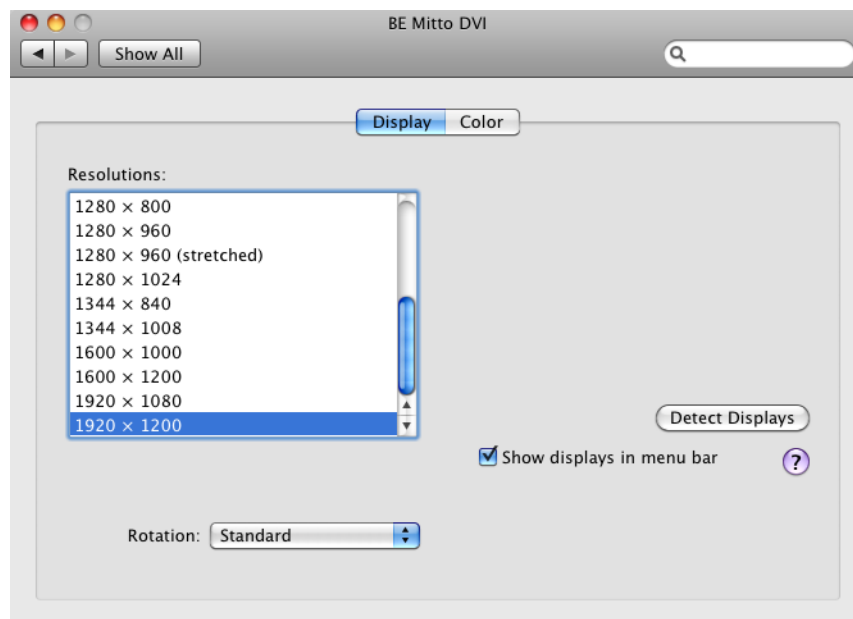 BE Mitto DVI
Show All
Display Color
Resolutions:
1280 × 800
1280 × 960
1280 × 960 (stretched)
1280 × 1024
1344 × 840
1344 × 1008
1600 × 1000
1600 × 1200
1920 × 1080
1920 × 1200
Detect Displays
Show displays in menu bar
?
Rotation: Standard